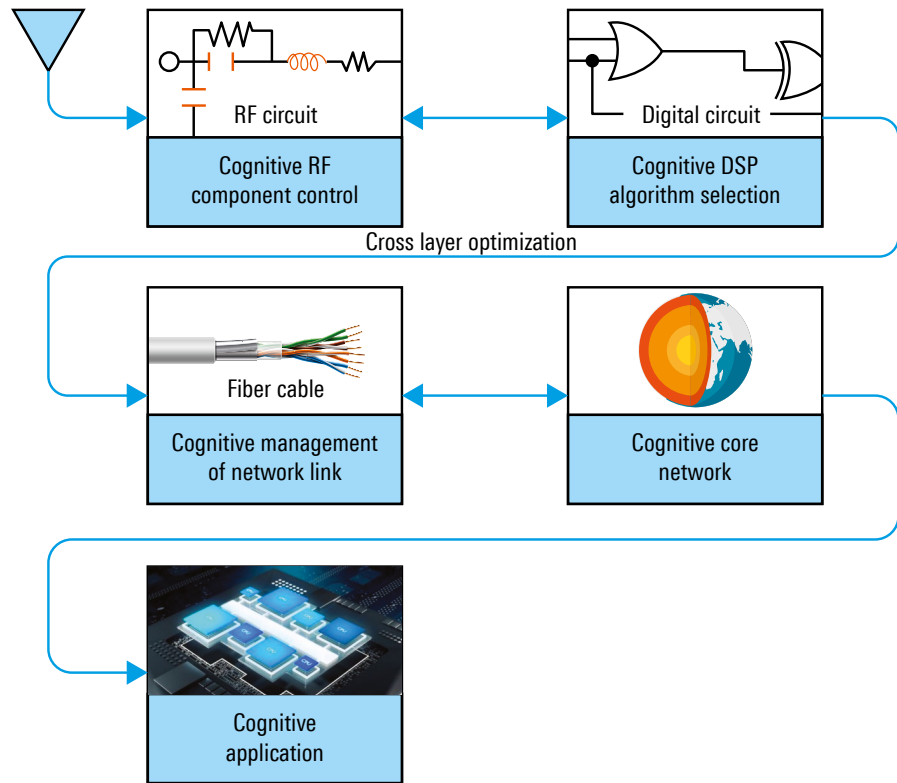 RF circuit
Digital circuit
Cognitive RF
component control
Cognitive DSP
algorithm selection
Cross layer optimization
Fiber cable
Cognitive management
of network link
Cognitive core
network
Cognitive
application